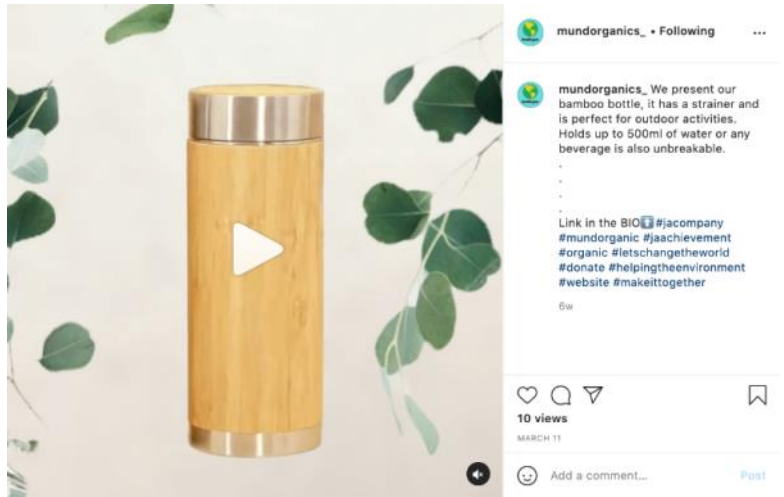 mundorganics_ • Following
mundorganics_ We present our
bamboo bottle, it has a strainer and
is perfect for outdoor activities.
Holds up to 500ml of water or any
beverage is also unbreakable.
.
.
.
.
Link in the BIO⬆️#jacompany
#mundorganic #jaachievement
#organic #letschangetheworld
#donate #helpingtheenvironment
#website #makeittogether
6w
10 views
MARCH 11
Add a comment...
Post